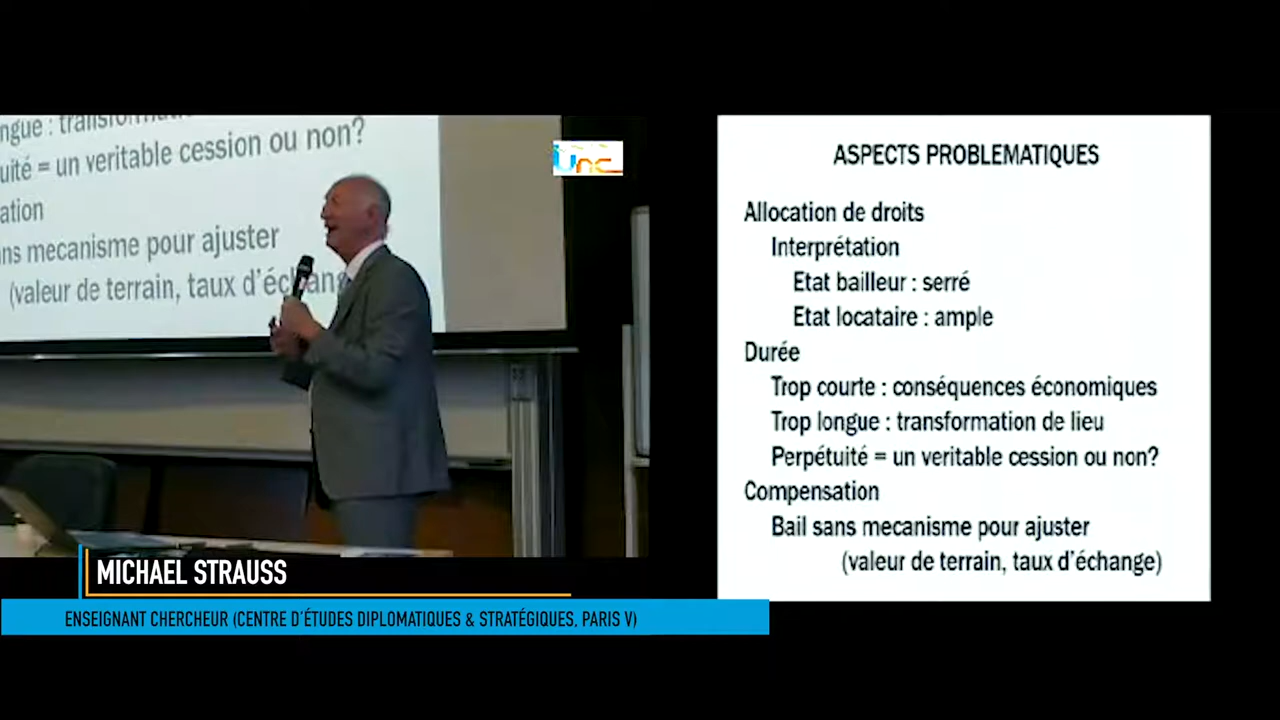 ngue :
uité = un veritable cession ou non?
ation
ns mecanisme pour ajuster
(valeur de terrain, taux d'échang
Unc
ASPECTS PROBLEMATIQUES
Allocation de droits
Interprétation
Etat bailleur : serré
Etat locataire : ample
Durée
Trop courte : conséquences économiques
Trop longue : transformation de lieu
Perpétuité = un veritable cession ou non?
Compensation
Bail sans mecanisme pour ajuster
(valeur de terrain, taux d'échange)
MICHAEL STRAUSS
ENSEIGNANT CHERCHEUR (CENTRE D'ÉTUDES DIPLOMATIQUES & STRATÉGIQUES, PARIS V)